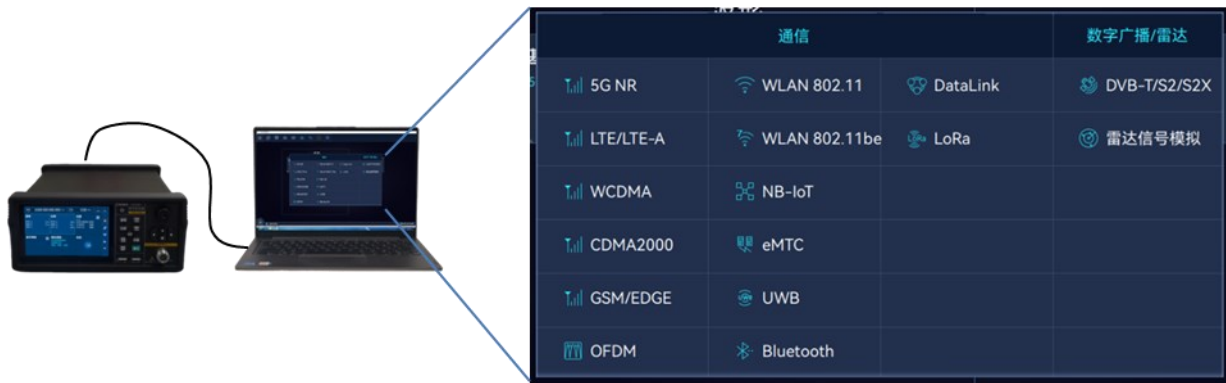 通信 数字广播/雷达
5G NR WLAN 802.11 DataLink DVB-T/S2/S2X
LTE/LTE-A WLAN 802.11be LoRa 雷达信号模拟
WCDMA NB-IoT
CDMA2000 eMTC
GSM/EDGE UWB
OFDM Bluetooth